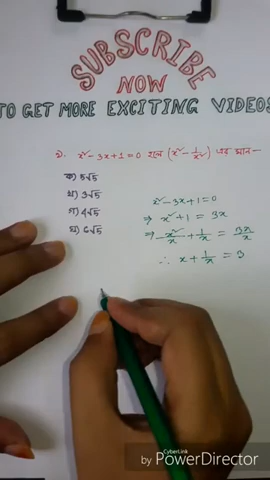 SUBSCRIBE
NOW
TO GET MORE EXCITING VIDEOS
১). x² - 3x + 1 = 0 হলে (x² - 1/x²) এর মান -
ক) 5√5
খ) 3√5
গ) 4√5
ঘ) 6√5
x² - 3x + 1 = 0
⇒ x² + 1 = 3x
⇒ x²/x + 1/x = 3x/x
∴ x + 1/x = 3
CyberLink
by PowerDirector